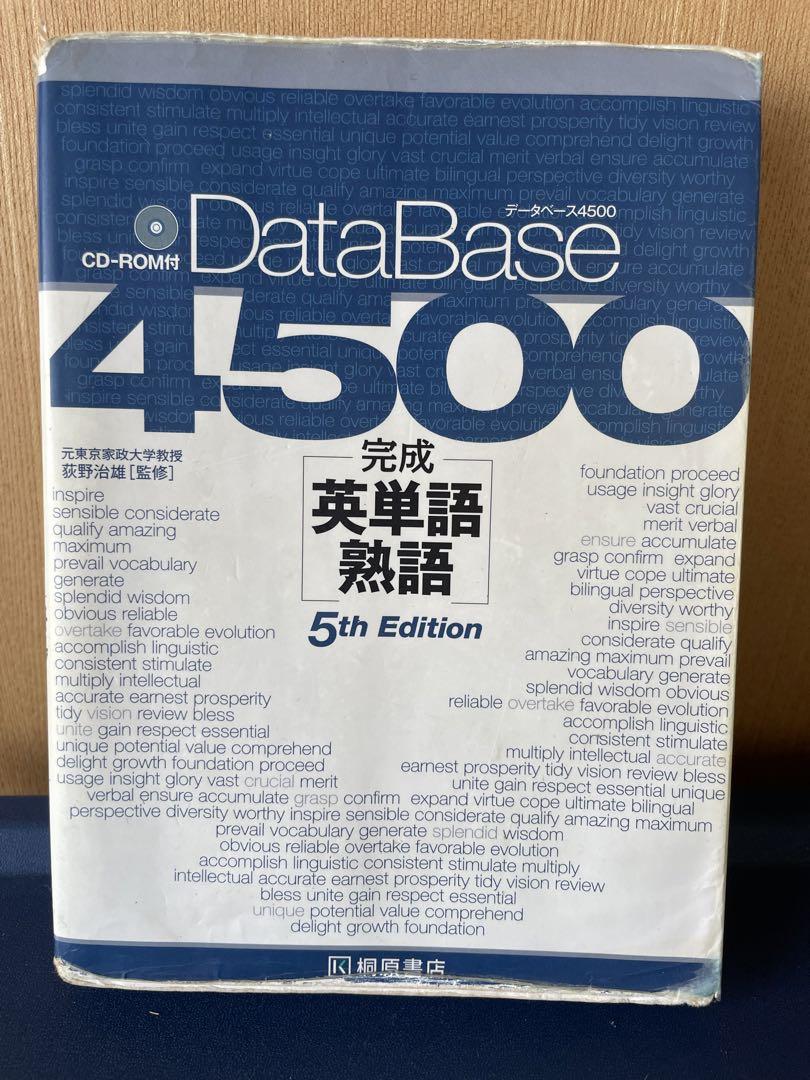 splendid wisdom obvious reliable overtake favorable evolution accomplish linguistic
consistent stimulate multiply intellectual accurate earnest prosperity tidy vision review
bless unite gain respect essential unique potential value comprehend delight growth
foundation proceed usage insight glory vast crucial merit verbal ensure accumulate
grasp confirm expand virtue cope ultimate bilingual perspective diversity worthy
inspire sensible considerate qualify amazing maximum prevail vocabulary generate
データベース4500
CD-ROM付
DataBase
4500
元東京家政大学教授
荻野治雄[監修]
完成
英単語
熟語
5th Edition
inspire
sensible considerate
qualify amazing
maximum
prevail vocabulary
generate
splendid wisdom
obvious reliable
overtake favorable evolution
accomplish linguistic
consistent stimulate
multiply intellectual
accurate earnest prosperity
tidy vision review bless
unite gain respect essential
unique potential value comprehend
delight growth foundation proceed
usage insight glory vast crucial merit
foundation proceed
usage insight glory
vast crucial
merit verbal
ensure accumulate
grasp confirm expand
virtue cope ultimate
bilingual perspective
diversity worthy
inspire sensible
considerate qualify
amazing maximum prevail
vocabulary generate
splendid wisdom obvious
reliable overtake favorable evolution
accomplish linguistic
consistent stimulate
multiply intellectual accurate
earnest prosperity tidy vision review bless
unite gain respect essential unique
verbal ensure accumulate grasp confirm expand virtue cope ultimate bilingual
perspective diversity worthy inspire sensible considerate qualify amazing maximum
prevail vocabulary generate splendid wisdom
obvious reliable overtake favorable evolution
accomplish linguistic consistent stimulate multiply
intellectual accurate earnest prosperity tidy vision review
bless unite gain respect essential
unique potential value comprehend
delight growth foundation
桐原書店